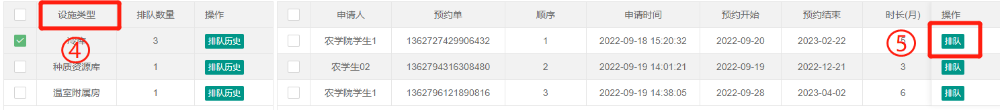 设施类型 排队数量 操作
冷库 3 排队历史
种质资源库 1 排队历史
温室附属房 1 排队历史
④
申请人 预约单 顺序 申请时间 预约开始 预约结束 时长(月) 操作
农学院学生1 1362727429906432 1 2022-09-18 15:20:32 2022-09-20 2023-02-22 5 排队
农学生02 1362794316308480 2 2022-09-19 14:01:21 2022-09-19 2022-12-21 3 排队
农学院学生1 1362796121890816 3 2022-09-19 14:38:05 2022-09-28 2023-04-02 6 排队
⑤